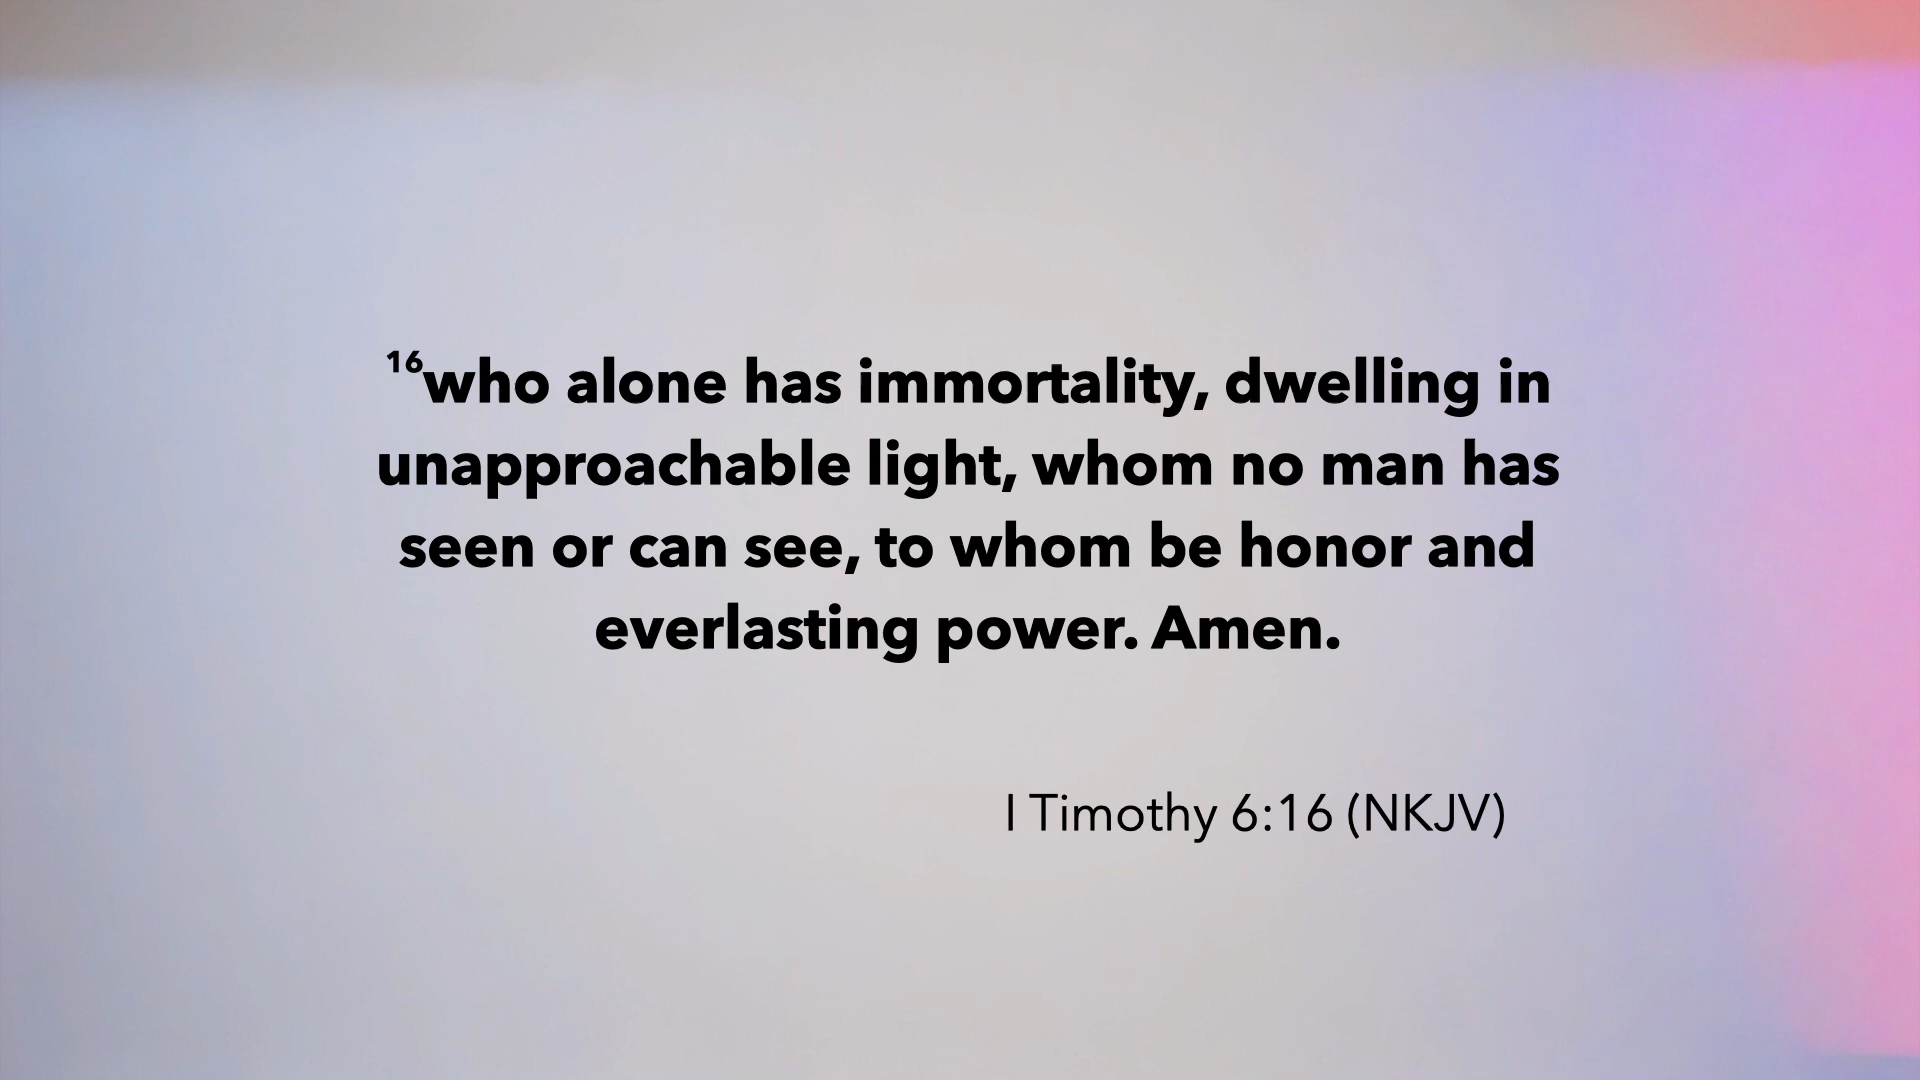 ¹⁶who alone has immortality, dwelling in
unapproachable light, whom no man has
seen or can see, to whom be honor and
everlasting power. Amen.
I Timothy 6:16 (NKJV)